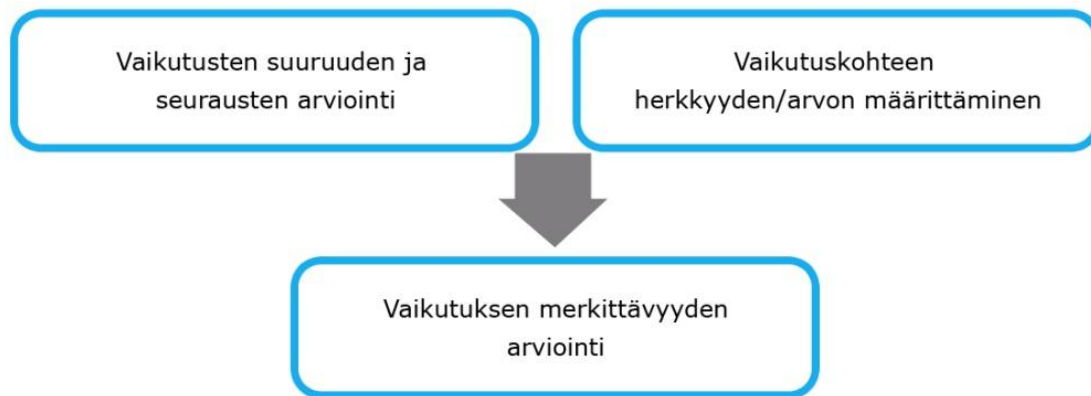 Vaikutusten suuruuden ja
seurausten arviointi
Vaikutuskohteen
herkkyyden/arvon määrittäminen
Vaikutuksen merkittävyyden
arviointi